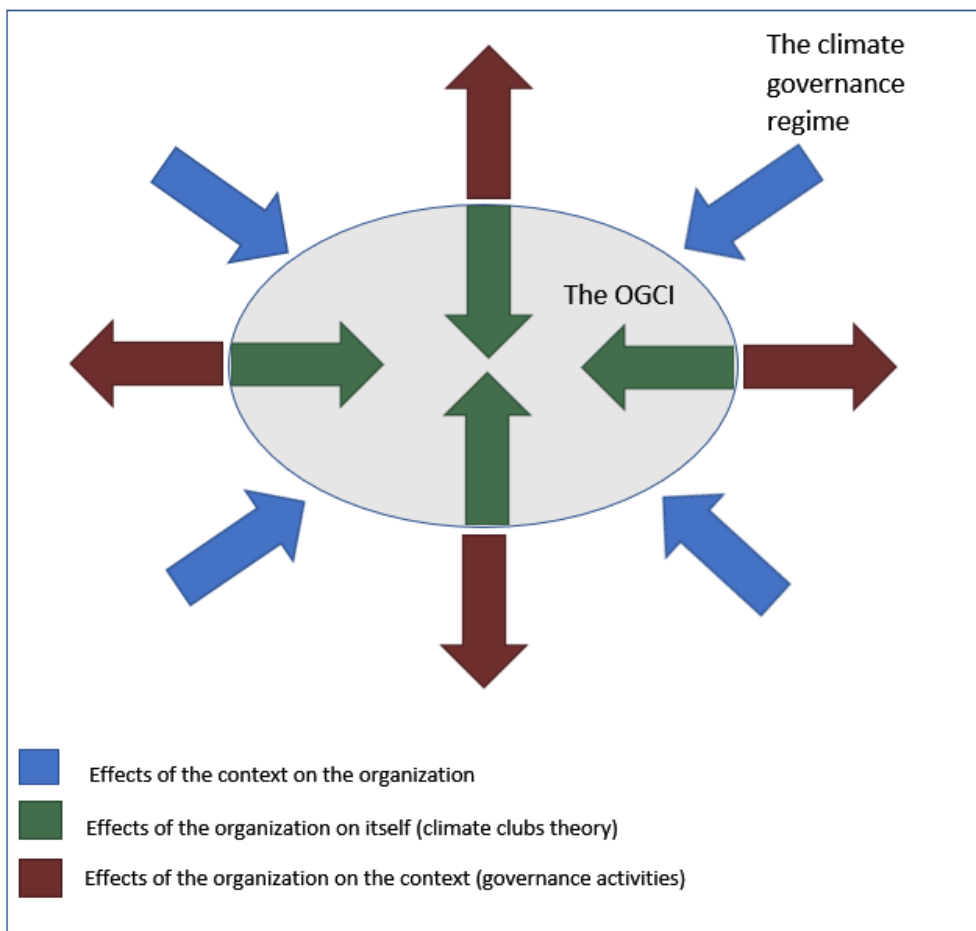 The climate
governance
regime
The OGCI
Effects of the context on the organization
Effects of the organization on itself (climate clubs theory)
Effects of the organization on the context (governance activities)